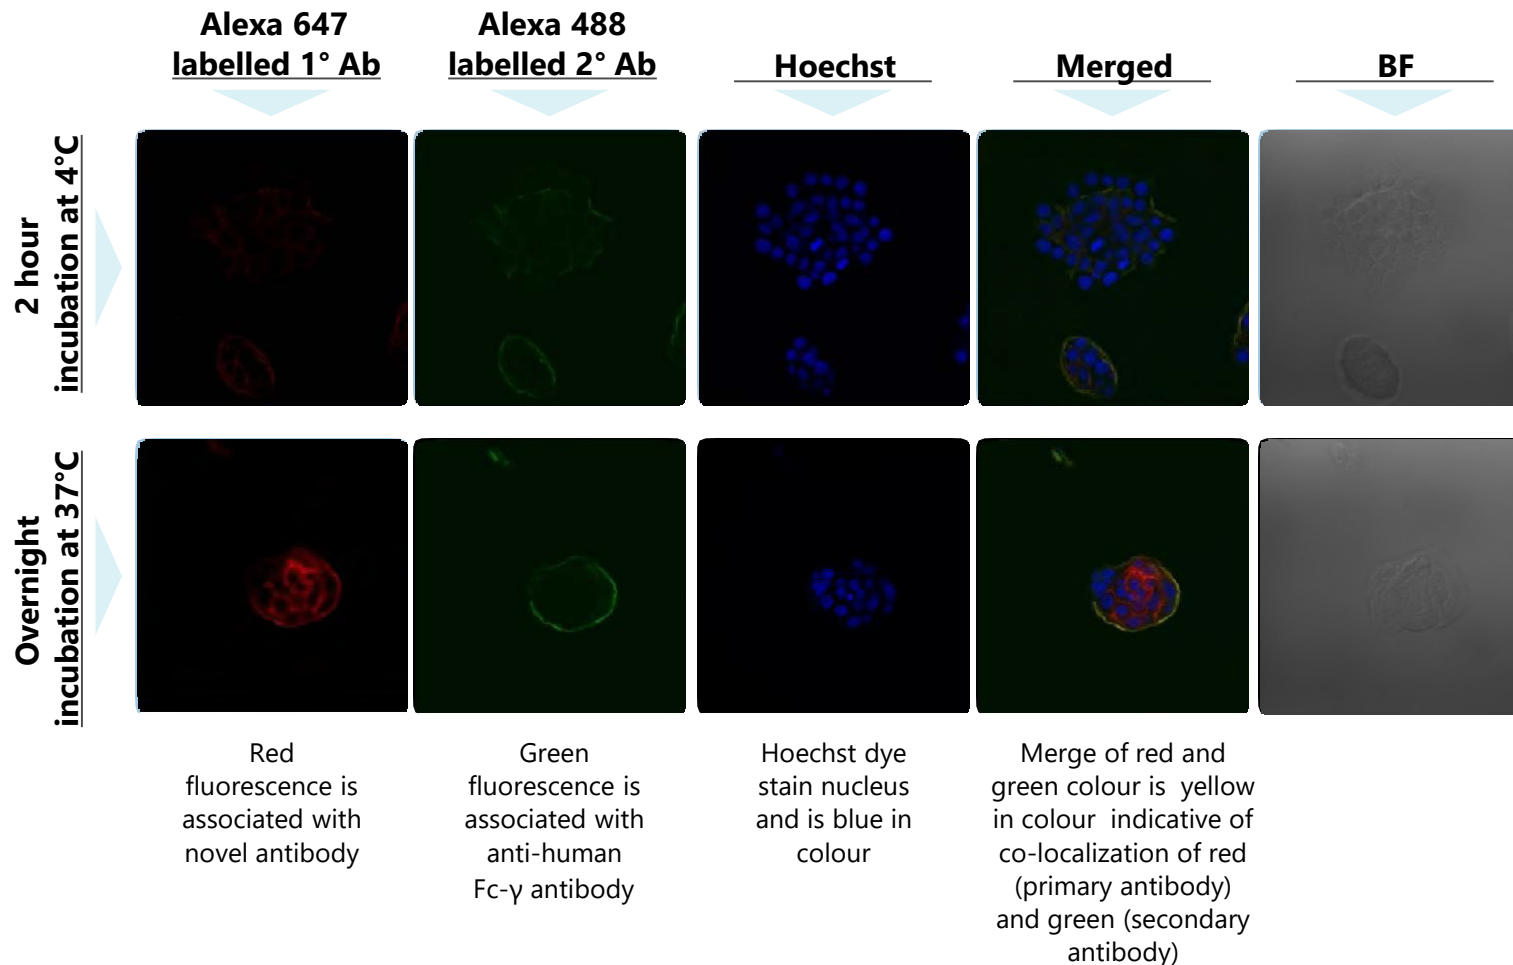 Alexa 647
labelled 1° Ab
Alexa 488
labelled 2° Ab
Hoechst
Merged
BF
2 hour
incubation at 4°C
Overnight
incubation at 37°C
Red
fluorescence is
associated with
novel antibody
Green
fluorescence is
associated with
anti-human
Fc-γ antibody
Hoechst dye
stain nucleus
and is blue in
colour
Merge of red and
green colour is yellow
in colour indicative of
co-localization of red
(primary antibody)
and green (secondary
antibody)